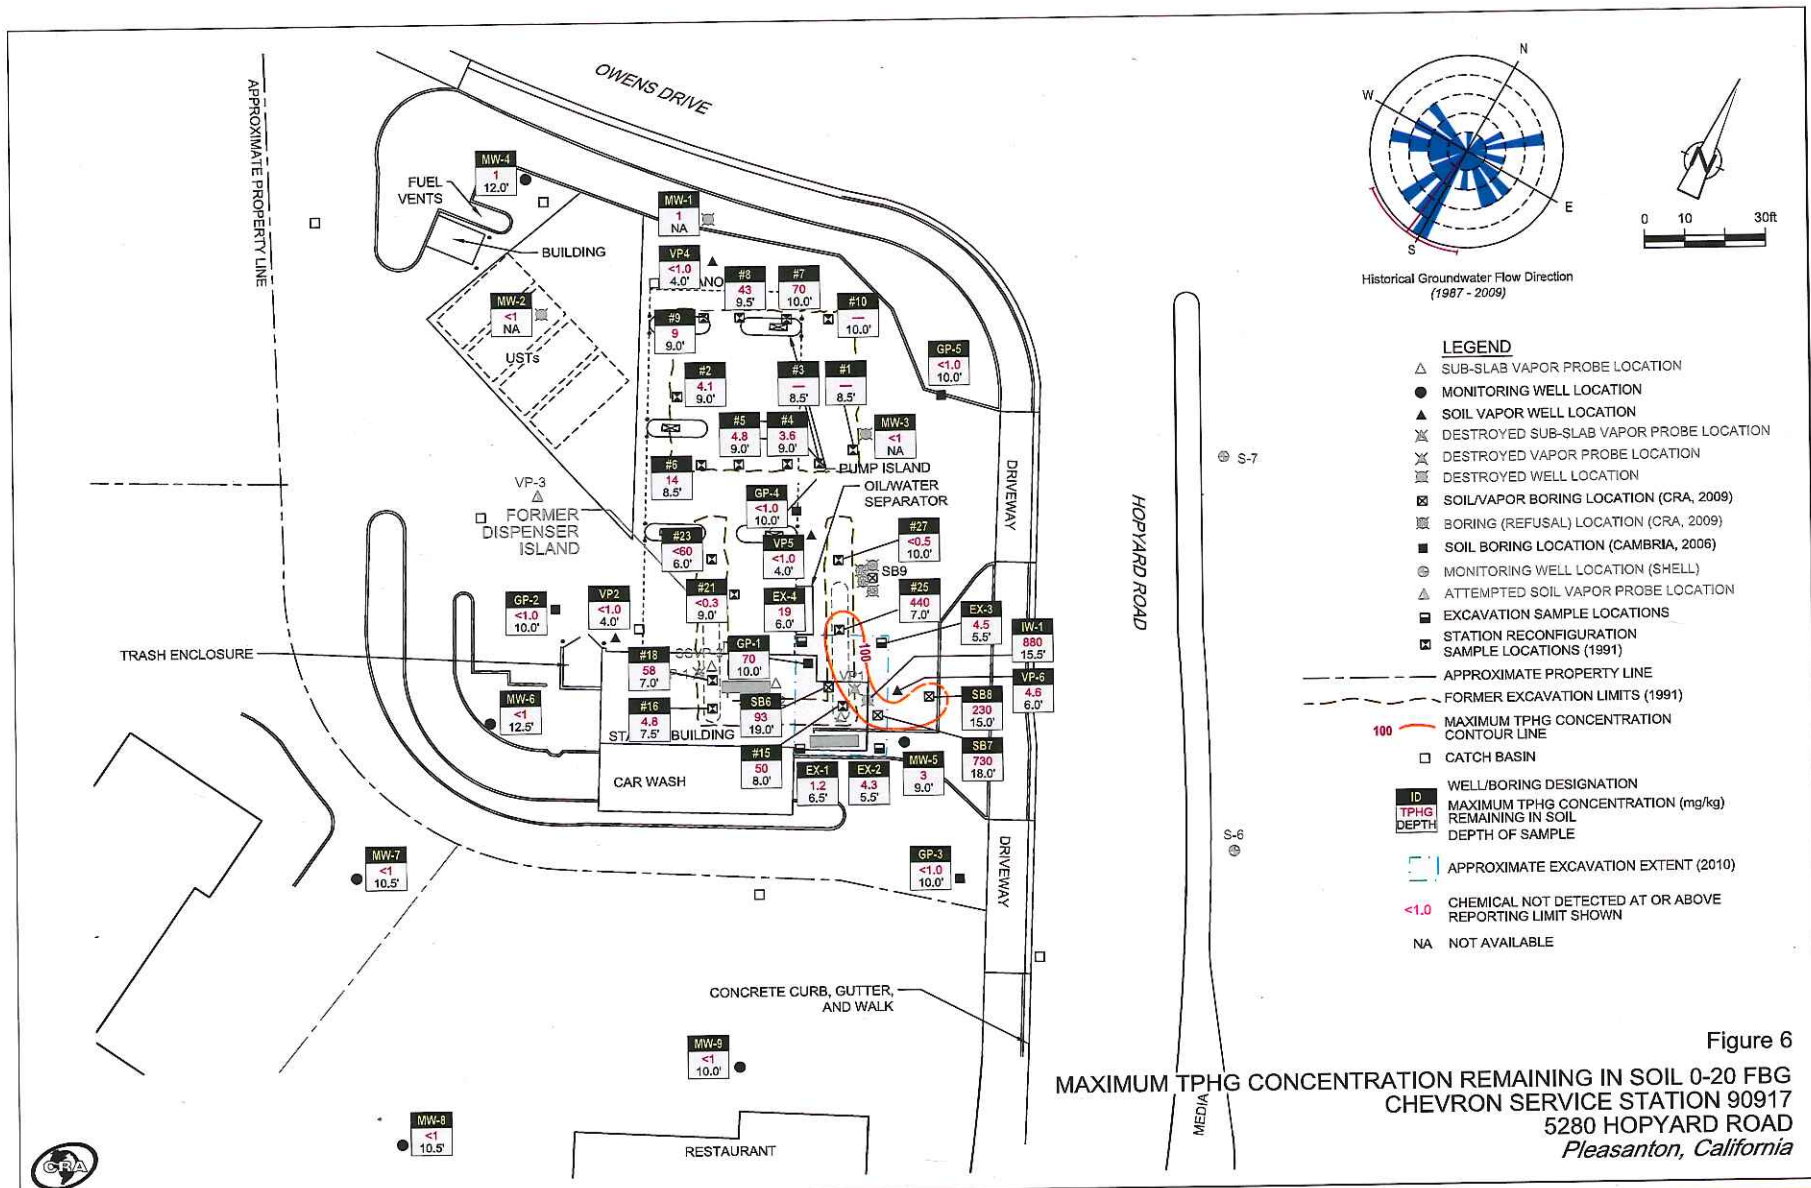 OWENS DRIVE
APPROXIMATE PROPERTY LINE
MW-4
1
12.0'
FUEL
VENTS
BUILDING
MW-1
1
NA
VP4
<1.0
4.0'
#8
43
9.5'
#7
70
10.0'
#10
—
10.0'
MW-2
<1
NA
USTs
#9
9
9.0'
#2
4.1
9.0'
#3
—
8.5'
#1
—
8.5'
GP-5
<1.0
10.0'
#5
4.8
9.0'
#4
3.6
9.0'
MW-3
<1
NA
#6
14
8.5'
PUMP ISLAND
OIL/WATER
SEPARATOR
VP-3
FORMER
DISPENSER
ISLAND
GP-4
<1.0
10.0'
#23
<60
6.0'
VP5
<1.0
4.0'
#27
<0.5
10.0'
SB9
GP-2
<1.0
10.0'
VP2
<1.0
4.0'
#21
<0.3
9.0'
EX-4
19
6.0'
#25
440
7.0'
EX-3
4.5
5.5'
IW-1
880
15.5'
TRASH ENCLOSURE
#18
58
7.0'
GP-1
70
10.0'
100
VP1
VP-6
4.6
6.0'
MW-6
<1
12.5'
#16
4.8
7.5'
SB6
93
19.0'
SB8
230
15.0'
BUILDING
CAR WASH
#15
50
8.0'
EX-1
1.2
6.5'
EX-2
4.3
5.5'
MW-5
3
9.0'
SB7
730
18.0'
MW-7
<1
10.5'
GP-3
<1.0
10.0'
DRIVEWAY
DRIVEWAY
HOPYARD ROAD
S-7
S-6
CONCRETE CURB, GUTTER,
AND WALK
MW-9
<1
10.0'
MW-8
<1
10.5'
RESTAURANT
MEDIA
CRA
N
W
E
S
Historical Groundwater Flow Direction
(1987 - 2009)
N
0 10 30ft
LEGEND
SUB-SLAB VAPOR PROBE LOCATION
MONITORING WELL LOCATION
SOIL VAPOR WELL LOCATION
DESTROYED SUB-SLAB VAPOR PROBE LOCATION
DESTROYED VAPOR PROBE LOCATION
DESTROYED WELL LOCATION
SOIL/VAPOR BORING LOCATION (CRA, 2009)
BORING (REFUSAL) LOCATION (CRA, 2009)
SOIL BORING LOCATION (CAMBRIA, 2006)
MONITORING WELL LOCATION (SHELL)
ATTEMPTED SOIL VAPOR PROBE LOCATION
EXCAVATION SAMPLE LOCATIONS
STATION RECONFIGURATION
SAMPLE LOCATIONS (1991)
APPROXIMATE PROPERTY LINE
FORMER EXCAVATION LIMITS (1991)
100 MAXIMUM TPHG CONCENTRATION
CONTOUR LINE
CATCH BASIN
WELL/BORING DESIGNATION
ID
TPHG
DEPTH
MAXIMUM TPHG CONCENTRATION (mg/kg)
REMAINING IN SOIL
DEPTH OF SAMPLE
APPROXIMATE EXCAVATION EXTENT (2010)
<1.0 CHEMICAL NOT DETECTED AT OR ABOVE
REPORTING LIMIT SHOWN
NA NOT AVAILABLE
Figure 6
MAXIMUM TPHG CONCENTRATION REMAINING IN SOIL 0-20 FBG
CHEVRON SERVICE STATION 90917
5280 HOPYARD ROAD
Pleasanton, California